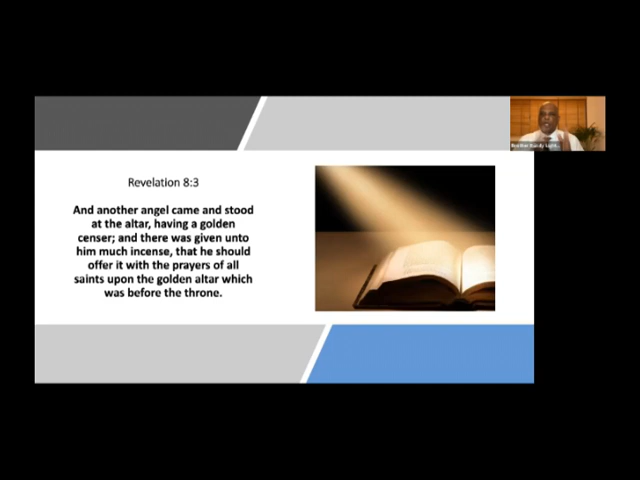 Revelation 8:3
And another angel came and stood
at the altar, having a golden
censer; and there was given unto
him much incense, that he should
offer it with the prayers of all
saints upon the golden altar which
was before the throne.